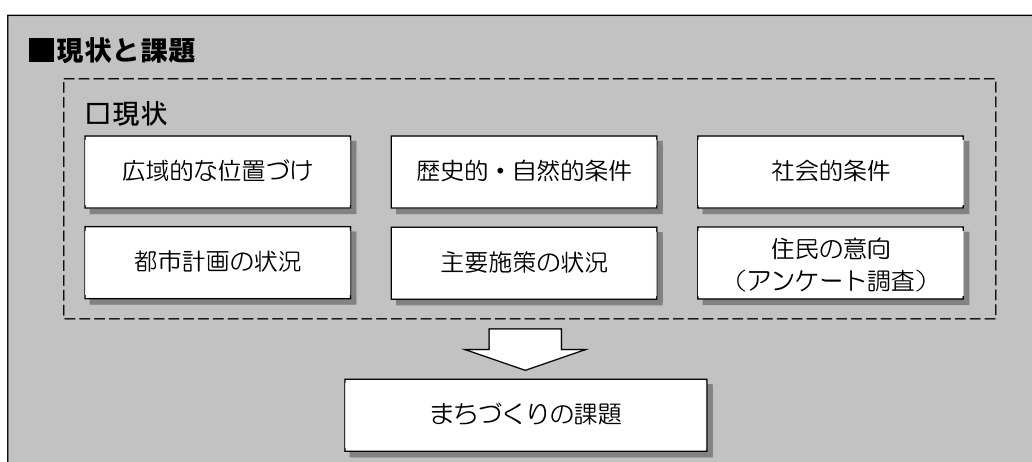 ■現状と課題
□現状
広域的な位置づけ
歴史的・自然的条件
社会的条件
都市計画の状況
主要施策の状況
住民の意向
（アンケート調査）
まちづくりの課題